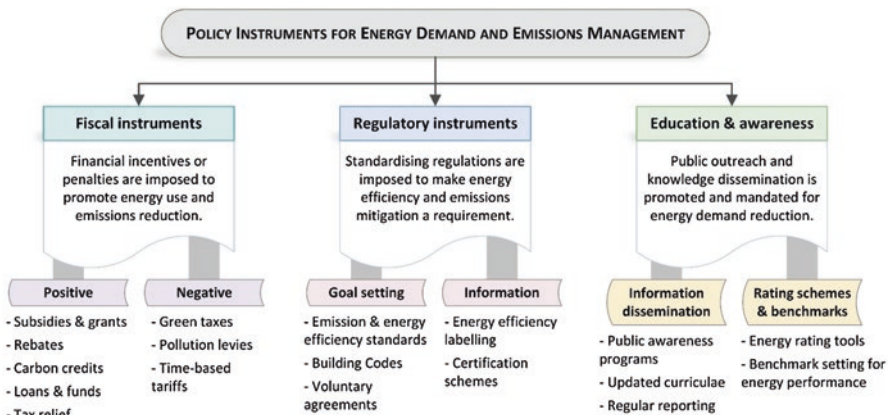 POLICY INSTRUMENTS FOR ENERGY DEMAND AND EMISSIONS MANAGEMENT
Fiscal instruments
Financial incentives or
penalties are imposed to
promote energy use and
emissions reduction.
Positive
- Subsidies & grants
- Rebates
- Carbon credits
- Loans & funds
- Tax relief
Negative
- Green taxes
- Pollution levies
- Time-based
tariffs
Regulatory instruments
Standardising regulations are
imposed to make energy
efficiency and emissions
mitigation a requirement.
Goal setting
- Emission & energy
efficiency standards
- Building Codes
- Voluntary
agreements
Information
- Energy efficiency
labelling
- Certification
schemes
Education & awareness
Public outreach and
knowledge dissemination is
promoted and mandated for
energy demand reduction.
Information
dissemination
- Public awareness
programs
- Updated curriculae
- Regular reporting
Rating schemes
& benchmarks
- Energy rating tools
- Benchmark setting for
energy performance